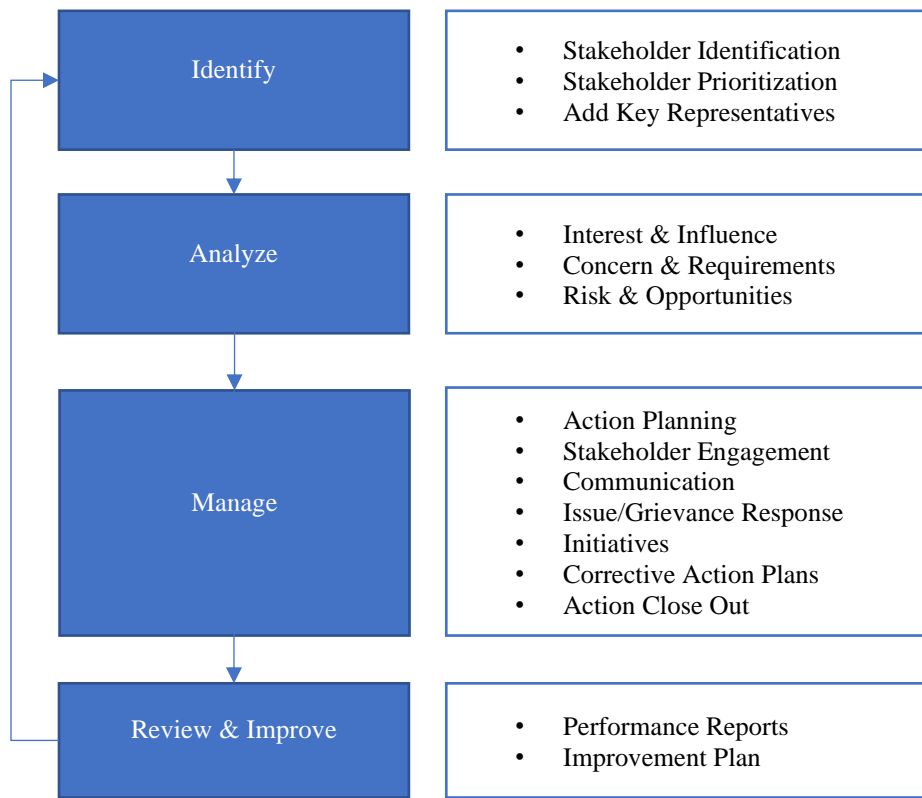 Identify
• Stakeholder Identification
• Stakeholder Prioritization
• Add Key Representatives
Analyze
• Interest & Influence
• Concern & Requirements
• Risk & Opportunities
Manage
• Action Planning
• Stakeholder Engagement
• Communication
• Issue/Grievance Response
• Initiatives
• Corrective Action Plans
• Action Close Out
Review & Improve
• Performance Reports
• Improvement Plan